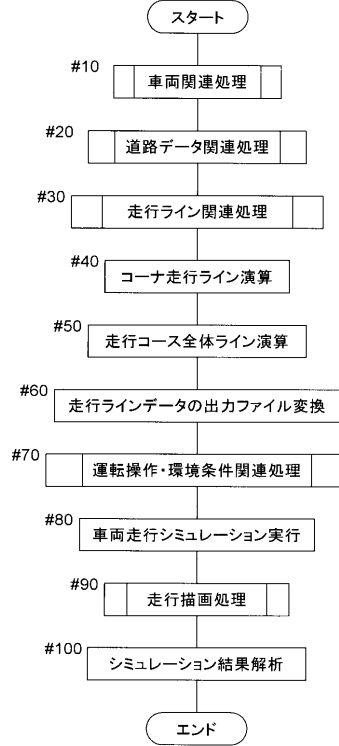 スタート
#10
車両関連処理
#20
道路データ関連処理
#30
走行ライン関連処理
#40
コーナ走行ライン演算
#50
走行コース全体ライン演算
#60
走行ラインデータの出力ファイル変換
#70
運転操作・環境条件関連処理
#80
車両走行シミュレーション実行
#90
走行描画処理
#100
シミュレーション結果解析
エンド